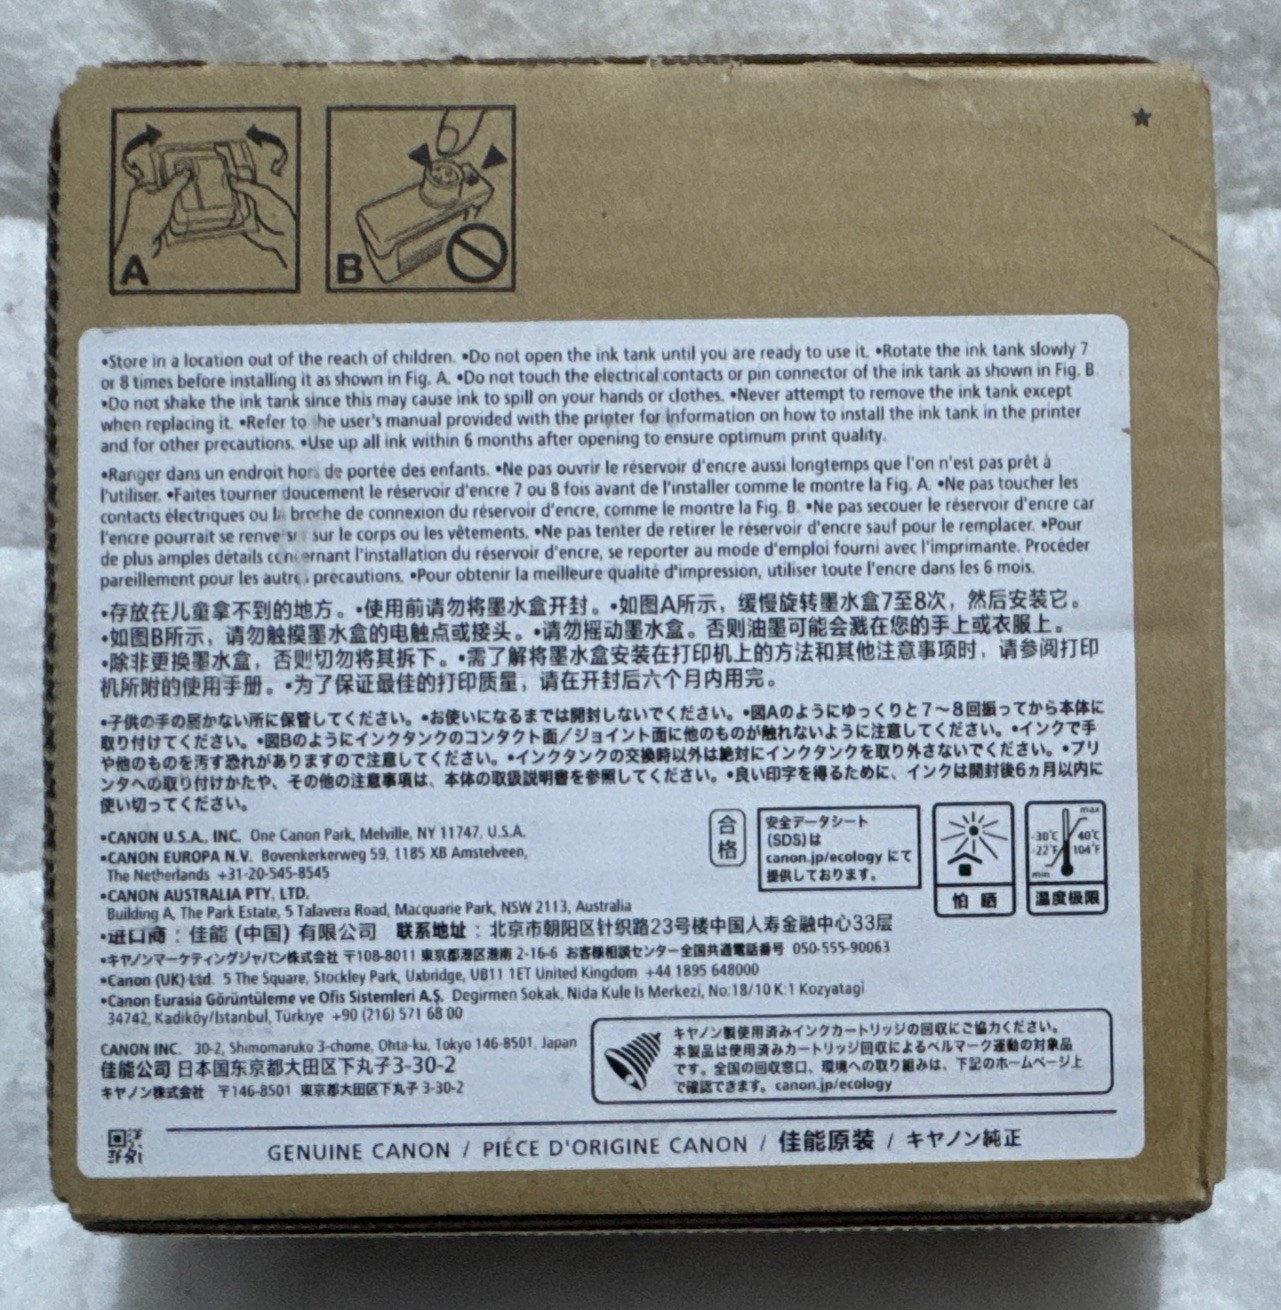 A
B
•Store in a location out of the reach of children. •Do not open the ink tank until you are ready to use it. •Rotate the ink tank slowly 7
or 8 times before installing it as shown in Fig. A. •Do not touch the electrical contacts or pin connector of the ink tank as shown in Fig. B
•Do not shake the ink tank since this may cause ink to spill on your hands or clothes. •Never attempt to remove the ink tank except
when replacing it. •Refer to he user's manual provided with the printer for information on how to install the ink tank in the printer
and for other precautions. •Use up all ink within 6 months after opening to ensure optimum print quality.
•Ranger dans un endroit hors de portée des enfants. •Ne pas ouvrir le réservoir d'encre aussi longtemps que l'on n'est pas prêt à
l'utiliser. •Faites tourner doucement le réservoir d'encre 7 ou 8 fois avant de l'installer comme le montre la Fig. A. •Ne pas toucher les
contacts électriques ou la broche de connexion du réservoir d'encre, comme le montre la Fig. B. •Ne pas secouer le réservoir d'encre car
l'encre pourrait se renverser sur le corps ou les vêtements. •Ne pas tenter de retirer le réservoir d'encre sauf pour le remplacer. •Pour
de plus amples détails concernant l'installation du réservoir d'encre, se reporter au mode d'emploi fourni avec l'imprimante. Procéder
pareillement pour les autres précautions. •Pour obtenir la meilleure qualité d'impression, utiliser toute l'encre dans les 6 mois.
•存放在儿童拿不到的地方。•使用前请勿将墨水盒开封。•如图A所示，缓慢旋转墨水盒7至8次，然后安装它。
•如图B所示，请勿触摸墨水盒的电触点或接头。•请勿摇动墨水盒。否则油墨可能会溅在您的手上或衣服上。
•除非更换墨水盒，否则切勿将其拆下。•需了解将墨水盒安装在打印机上的方法和其他注意事项时，请参阅打印
机所附的使用手册。•为了保证最佳的打印质量，请在开封后六个月内用完。
•子供の手の届かない所に保管してください。•お使いになるまでは開封しないでください。•図Aのようにゆっくりと7～8回振ってから本体に
取り付けてください。•図Bのようにインクタンクのコンタクト面/ジョイント面に他のものが触れないように注意してください。•インクで手
や他のものを汚す恐れがありますので注意してください。•インクタンクの交換時以外は絶対にインクタンクを取り外さないでください。•プリ
ンタへの取り付けかたや、その他の注意事項は、本体の取扱説明書を参照してください。•良い印字を得るために、インクは開封後6ヵ月以内に
使い切ってください。
•CANON U.S.A., INC. One Canon Park, Melville, NY 11747, U.S.A.
•CANON EUROPA N.V. Bovenkerkerweg 59, 1185 XB Amstelveen,
The Netherlands +31-20-545-8545
•CANON AUSTRALIA PTY. LTD.
Building A, The Park Estate, 5 Talavera Road, Macquarie Park, NSW 2113, Australia
合
格
安全データシート
(SDS)は
canon.jp/ecology にて
提供しております。
怕 晒
max
-30℃ 40℃
-22℉ 104℉
min
温度极限
•进口商：佳能 (中国) 有限公司 联系地址：北京市朝阳区针织路23号楼中国人寿金融中心33层
•キヤノンマーケティングジャパン株式会社 〒108-8011 東京都港区港南 2-16-6 お客様相談センター全国共通電話番号 050-555-90063
•Canon (UK) Ltd. 5 The Square, Stockley Park, Uxbridge, UB11 1ET United Kingdom +44 1895 648000
•Canon Eurasia Görüntüleme ve Ofis Sistemleri A.Ş. Degirmen Sokak, Nida Kule Is Merkezi, No:18/10 K:1 Kozyatagi
34742, Kadiköy/Istanbul, Türkiye +90 (216) 571 68 00
CANON INC. 30-2, Shimomaruko 3-chome, Ohta-ku, Tokyo 146-8501, Japan
佳能公司 日本国东京都大田区下丸子3-30-2
キヤノン株式会社 〒146-8501 東京都大田区下丸子 3-30-2
キヤノン製使用済みインクカートリッジの回収にご協力ください。
本製品は使用済みカートリッジ回収によるベルマーク運動の対象品
です。全国の回収窓口、環境への取り組みは、下記のホームページ上
で確認できます。canon.jp/ecology
GENUINE CANON / PIÉCE D'ORIGINE CANON / 佳能原装 / キヤノン純正